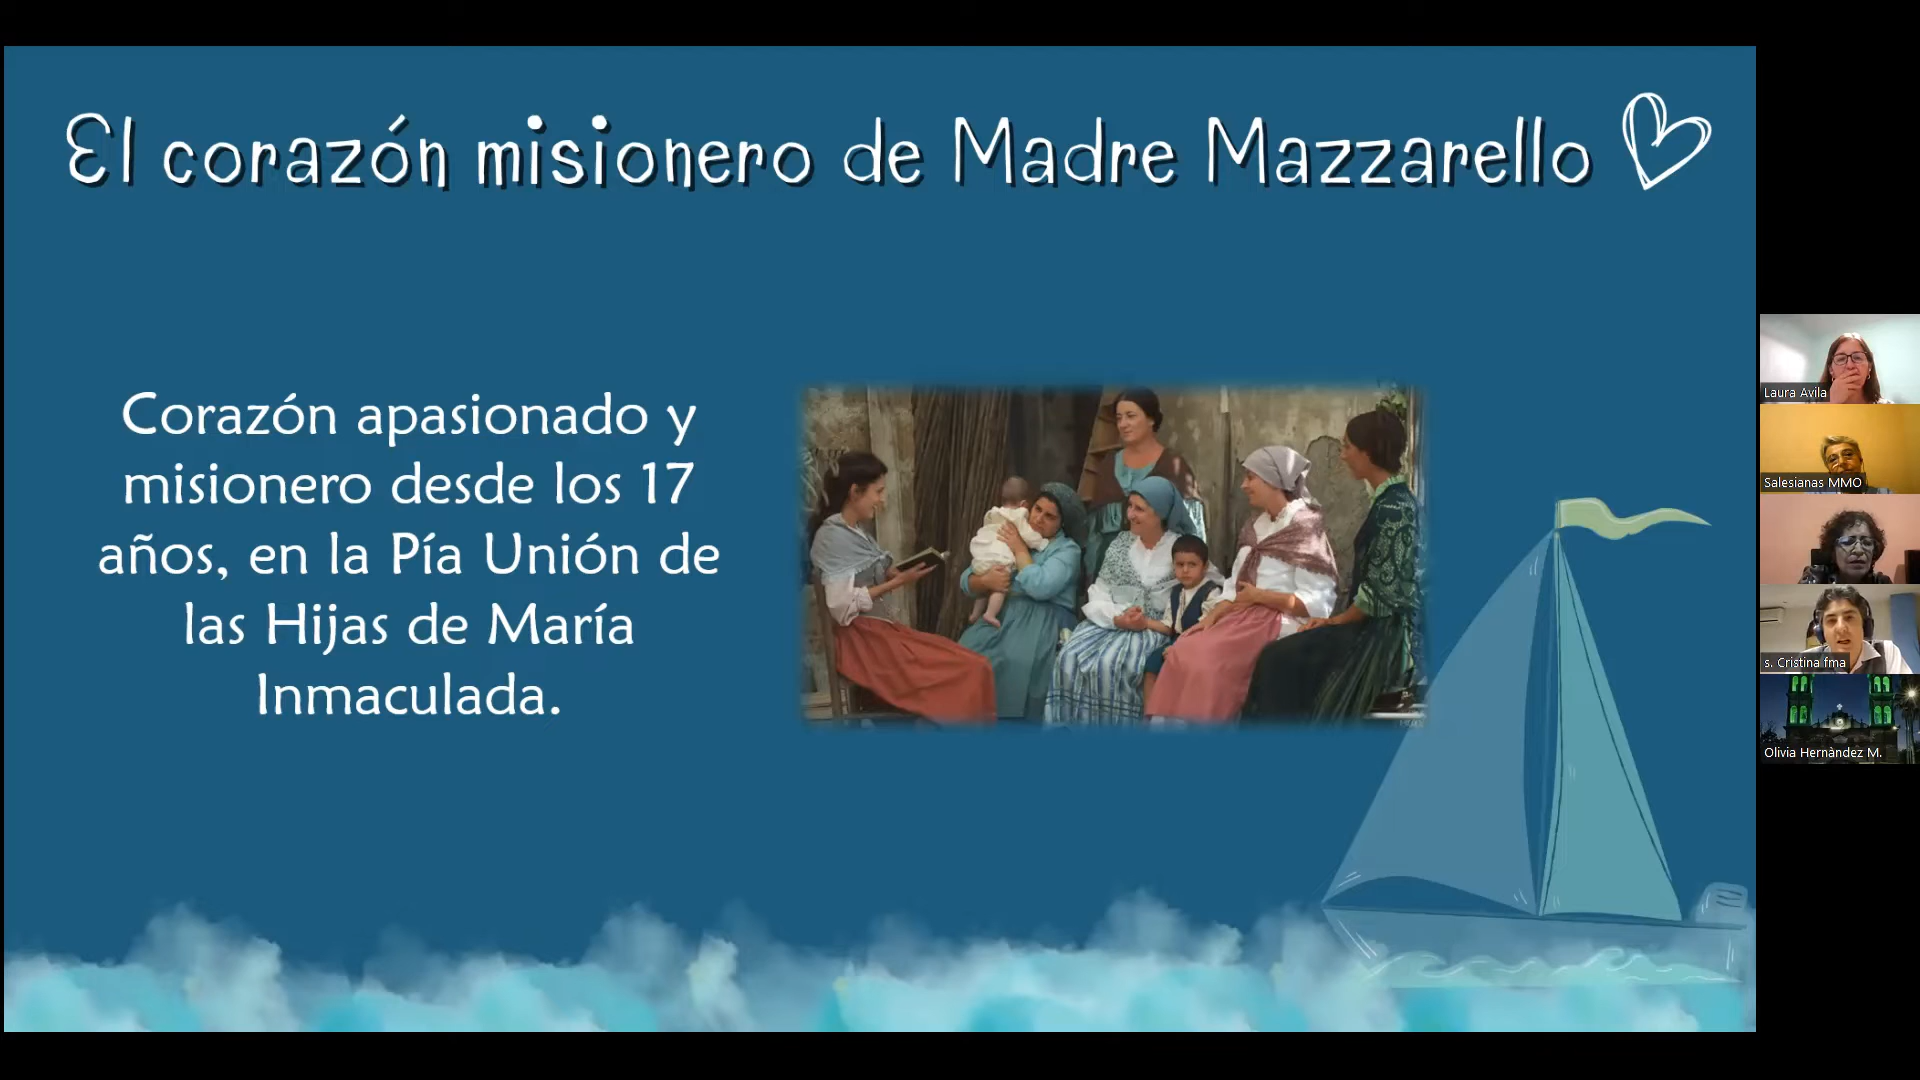 El corazón misionero de Madre Mazzarello
Corazón apasionado y
misionero desde los 17
años, en la Pía Unión de
las Hijas de María
Inmaculada.
Laura Avila
Salesianas MMO
s. Cristina fma
Olivia Hernàndez M.